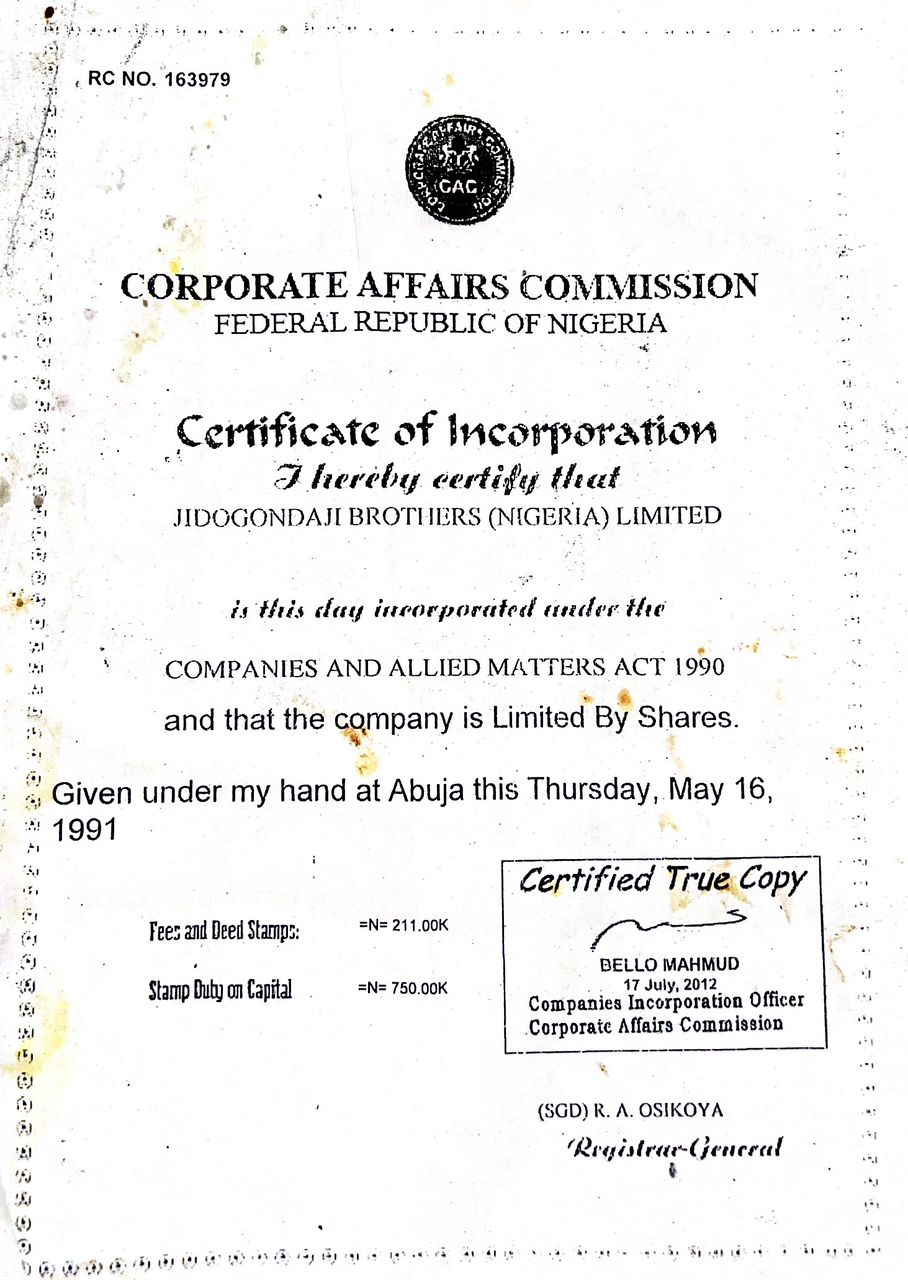 RC NO. 163979
CORPORATE AFFAIRS COMMISSION
CAC
CORPORATE AFFAIRS COMMISSION
FEDERAL REPUBLIC OF NIGERIA
Certificate of Incorporation
I hereby certify that
JIDOGONDAJI BROTHERS (NIGERIA) LIMITED
is this day incorporated under the
COMPANIES AND ALLIED MATTERS ACT 1990
and that the company is Limited By Shares.
Given under my hand at Abuja this Thursday, May 16,
1991
Certified True Copy
Fees and Deed Stamps: =N= 211.00K
BELLO MAHMUD
17 July, 2012
Stamp Duty on Capital =N= 750.00K
Companies Incorporation Officer
Corporate Affairs Commission
(SGD) R. A. OSIKOYA
Registrar-General